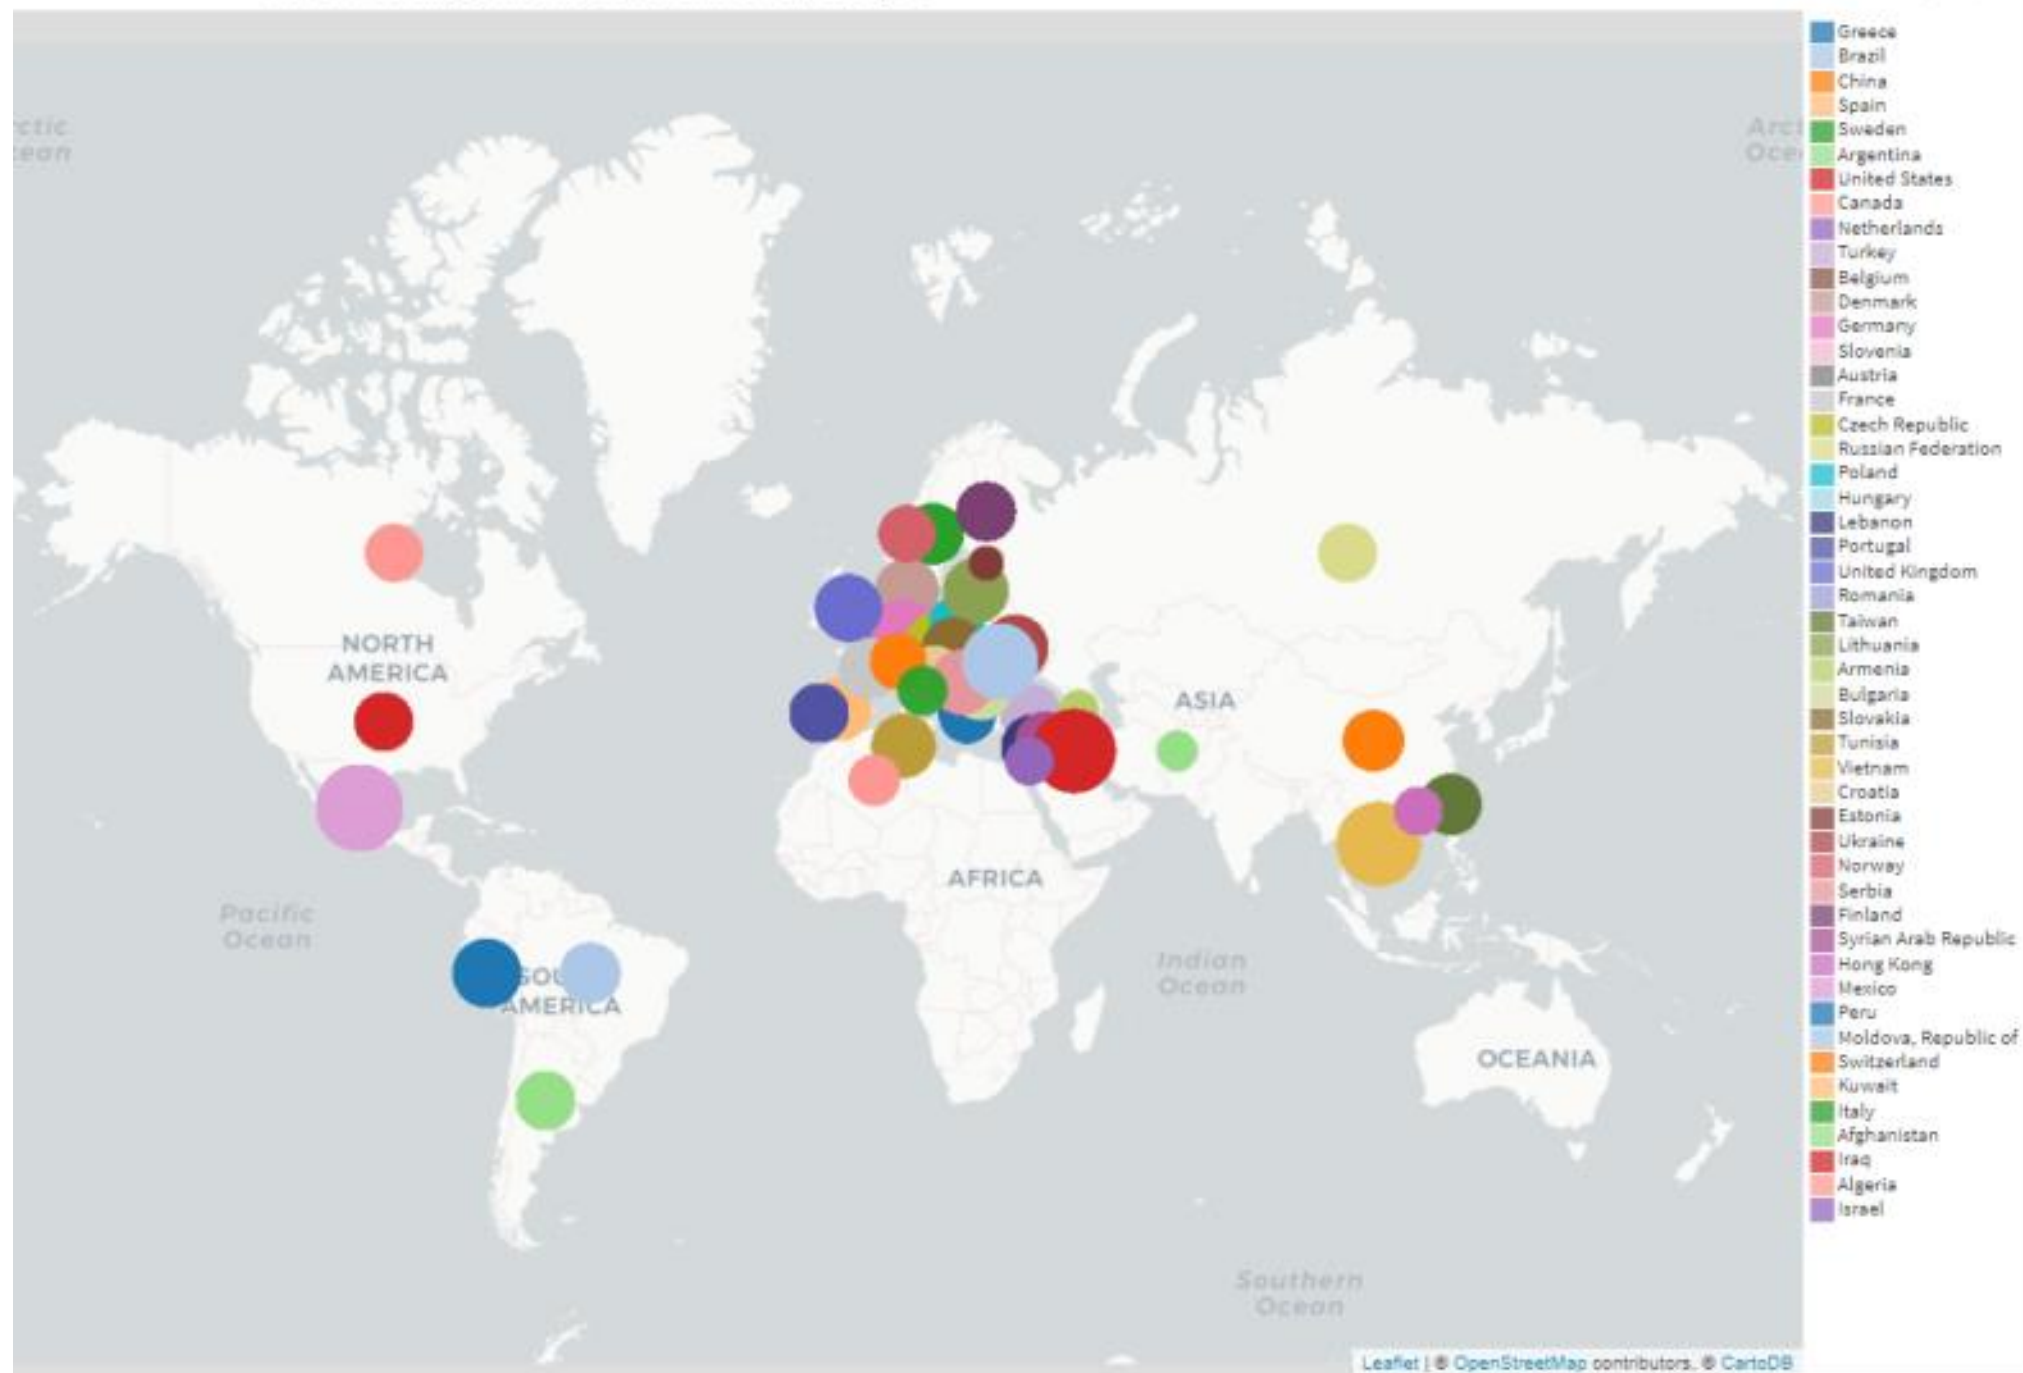 Arctic
Ocean
NORTH
AMERICA
ASIA
AFRICA
Pacific
Ocean
AMERICA
Indian
Ocean
OCEANIA
Southern
Ocean
Leaflet | © OpenStreetMap contributors, © CartoDB
Greece
Brazil
China
Spain
Sweden
Argentina
United States
Canada
Netherlands
Turkey
Belgium
Denmark
Germany
Slovenia
Austria
France
Czech Republic
Russian Federation
Poland
Hungary
Lebanon
Portugal
United Kingdom
Romania
Taiwan
Lithuania
Armenia
Bulgaria
Slovakia
Tunisia
Vietnam
Croatia
Estonia
Ukraine
Norway
Serbia
Finland
Syrian Arab Republic
Hong Kong
Mexico
Peru
Moldova, Republic of
Switzerland
Kuwait
Italy
Afghanistan
Iraq
Algeria
Israel